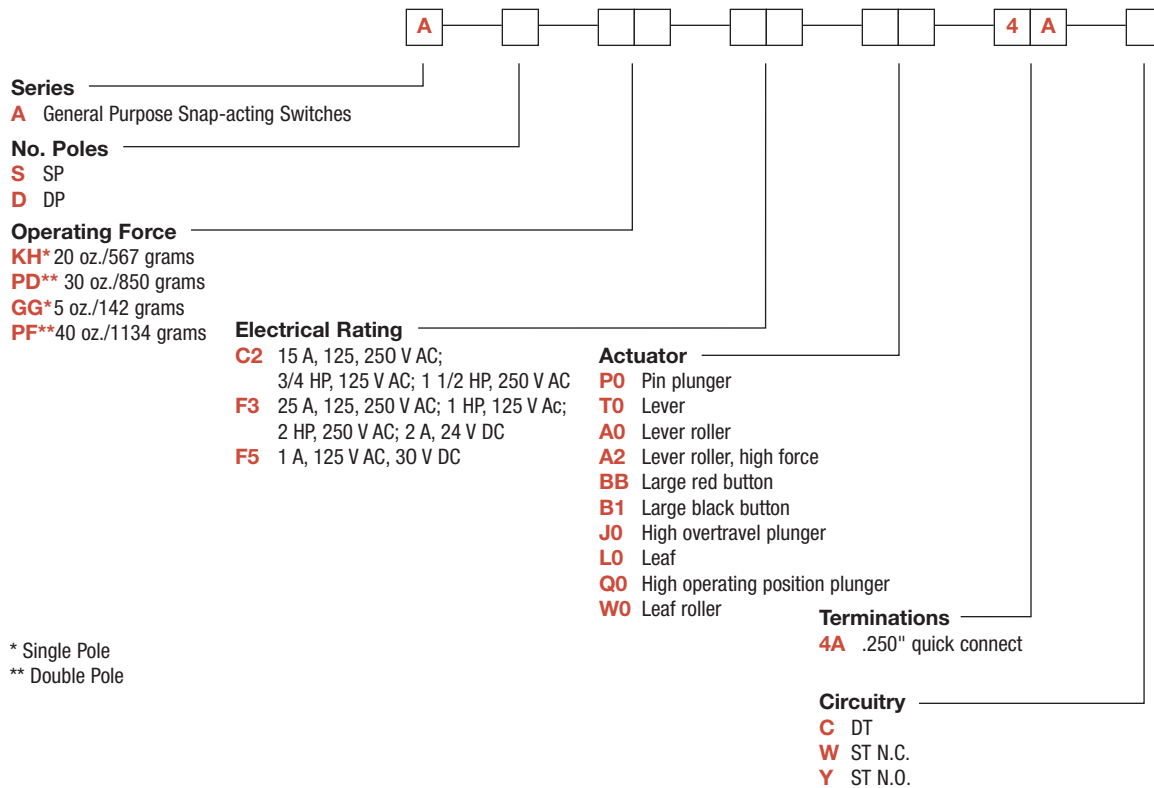 A 4 A
Series
A General Purpose Snap-acting Switches
No. Poles
S SP
D DP
Operating Force
KH* 20 oz./567 grams
PD** 30 oz./850 grams
GG* 5 oz./142 grams
PF** 40 oz./1134 grams
Electrical Rating
C2 15 A, 125, 250 V AC;
3/4 HP, 125 V AC; 1 1/2 HP, 250 V AC
F3 25 A, 125, 250 V AC; 1 HP, 125 V Ac;
2 HP, 250 V AC; 2 A, 24 V DC
F5 1 A, 125 V AC, 30 V DC
Actuator
P0 Pin plunger
T0 Lever
A0 Lever roller
A2 Lever roller, high force
BB Large red button
B1 Large black button
J0 High overtravel plunger
L0 Leaf
Q0 High operating position plunger
W0 Leaf roller
Terminations
4A .250" quick connect
Circuitry
C DT
W ST N.C.
Y ST N.O.
* Single Pole
** Double Pole